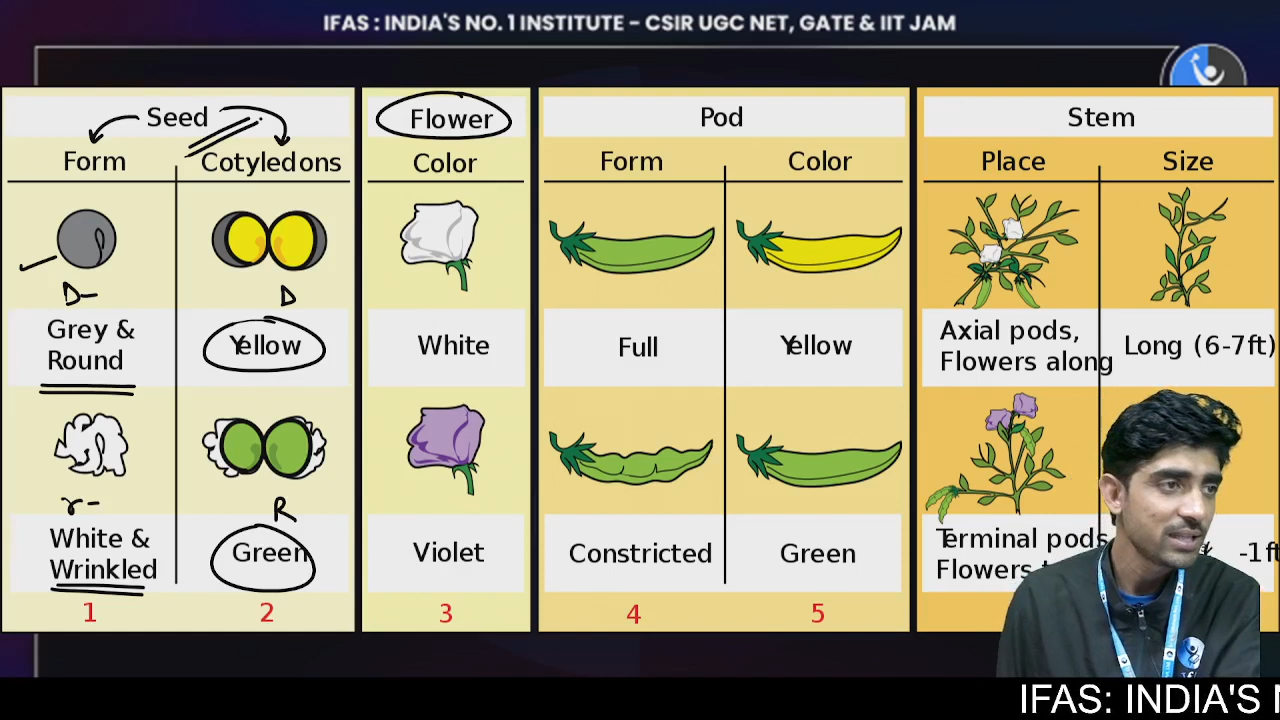 IFAS : INDIA'S NO. 1 INSTITUTE - CSIR UGC NET, GATE & IIT JAM
Seed
Flower
Pod
Stem
Form
Cotyledons
Color
Form
Color
Place
Size
D-
D
Grey &
Round
Yellow
White
Full
Yellow
Axial pods,
Flowers along
Long (6-7ft)
r-
R
White &
Wrinkled
Green
Violet
Constricted
Green
Terminal pods
Flowers
-1ft
1
2
3
4
5
IFAS: INDIA'S